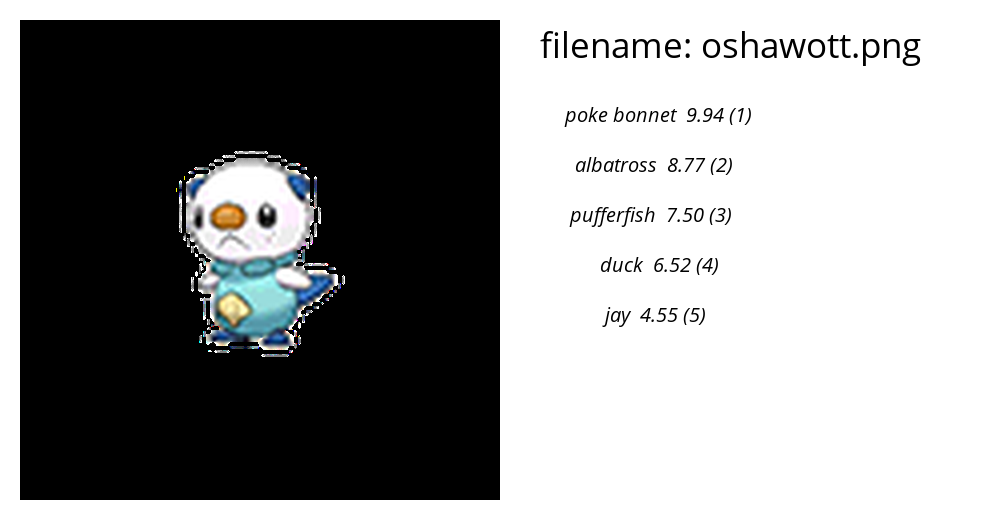 filename: oshawott.png
poke bonnet 9.94 (1)
albatross 8.77 (2)
pufferfish 7.50 (3)
duck 6.52 (4)
jay 4.55 (5)